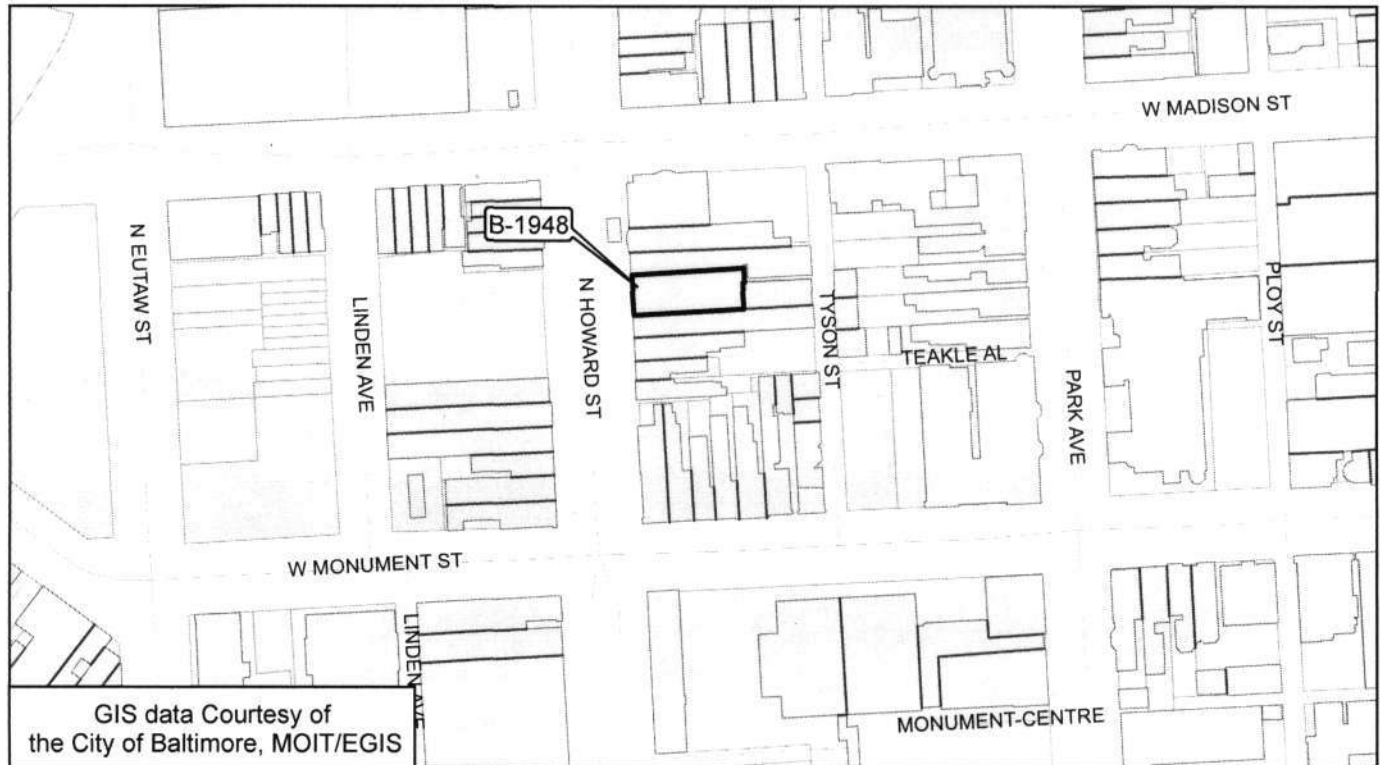 W MADISON ST
B-1948
N EUTAW ST
LINDEN AVE
N HOWARD ST
TYSON ST
TEAKLE AL
PARK AVE
PLOY ST
W MONUMENT ST
LINDEN AVE
MONUMENT-CENTRE
GIS data Courtesy of
the City of Baltimore, MOIT/EGIS